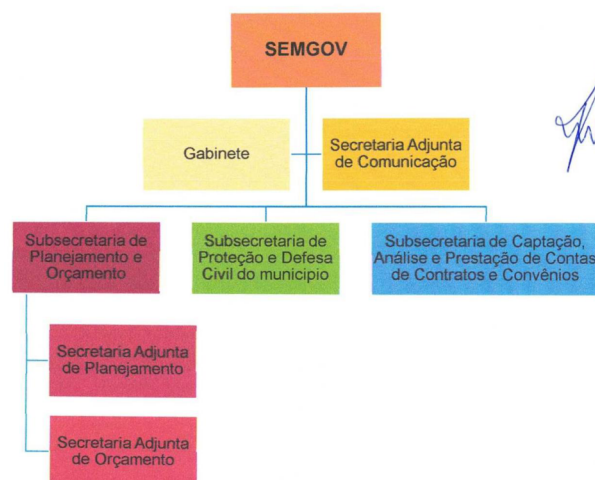 SEMGOV
Gabinete
Secretaria Adjunta
de Comunicação
Subsecretaria de
Planejamento e
Orçamento
Subsecretaria de
Proteção e Defesa
Civil do municipio
Subsecretaria de Captação,
Análise e Prestação de Contas
de Contratos e Convênios
Secretaria Adjunta
de Planejamento
Secretaria Adjunta
de Orçamento